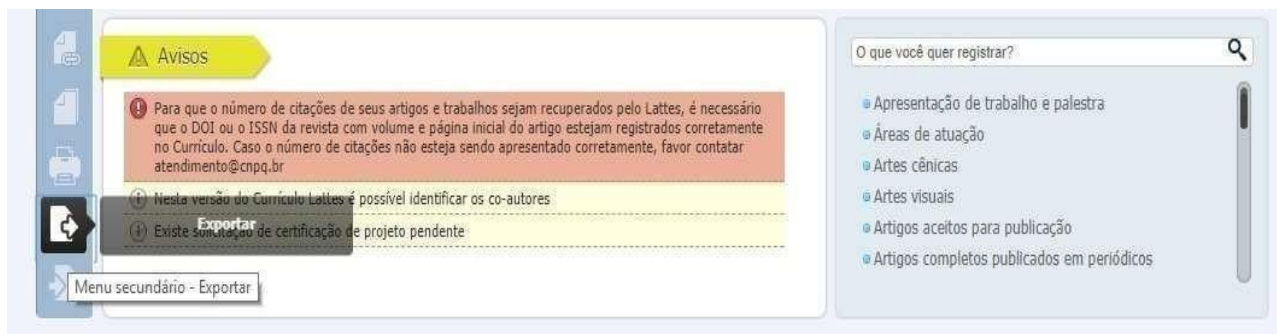 Avisos
Para que o número de citações de seus artigos e trabalhos sejam recuperados pelo Lattes, é necessário
que o DOI ou o ISSN da revista com volume e página inicial do artigo estejam registrados corretamente
no Currículo. Caso o número de citações não esteja sendo apresentado corretamente, favor contatar
atendimento@cnpq.br
Nesta versão do Currículo Lattes é possível identificar os co-autores
Existe solicitação de certificação de projeto pendente
Exportar
Menu secundário - Exportar
O que você quer registrar?
Apresentação de trabalho e palestra
Áreas de atuação
Artes cênicas
Artes visuais
Artigos aceitos para publicação
Artigos completos publicados em periódicos